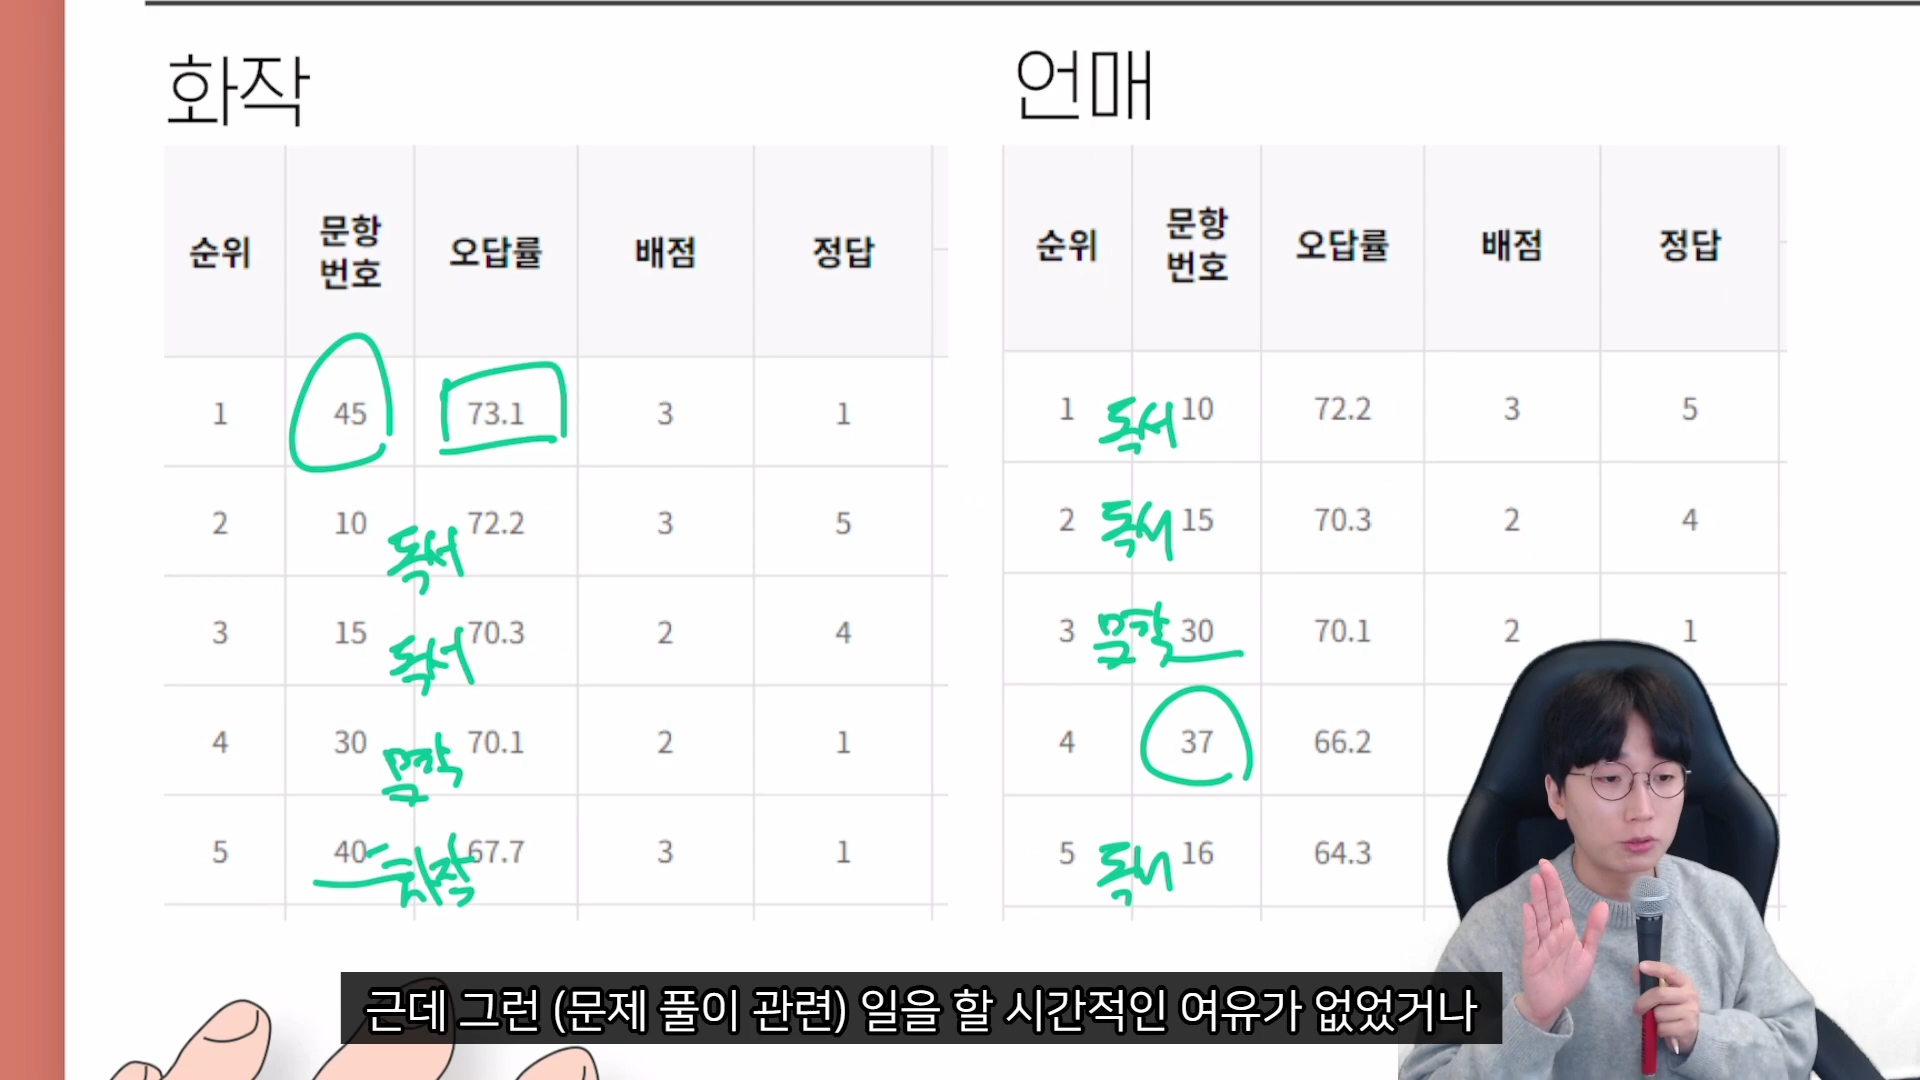 화작
순위 문항 번호 오답률 배점 정답
1 45 73.1 3 1
2 10 독서 72.2 3 5
3 15 독서 70.3 2 4
4 30 70.1 2 1
5 40 화작 67.7 3 1
언매
순위 문항 번호 오답률 배점 정답
1 독서 10 72.2 3 5
2 독서 15 70.3 2 4
3 30 70.1 2 1
4 37 66.2
5 독서 16 64.3
근데 그런 (문제 풀이 관련) 일을 할 시간적인 여유가 없었거나